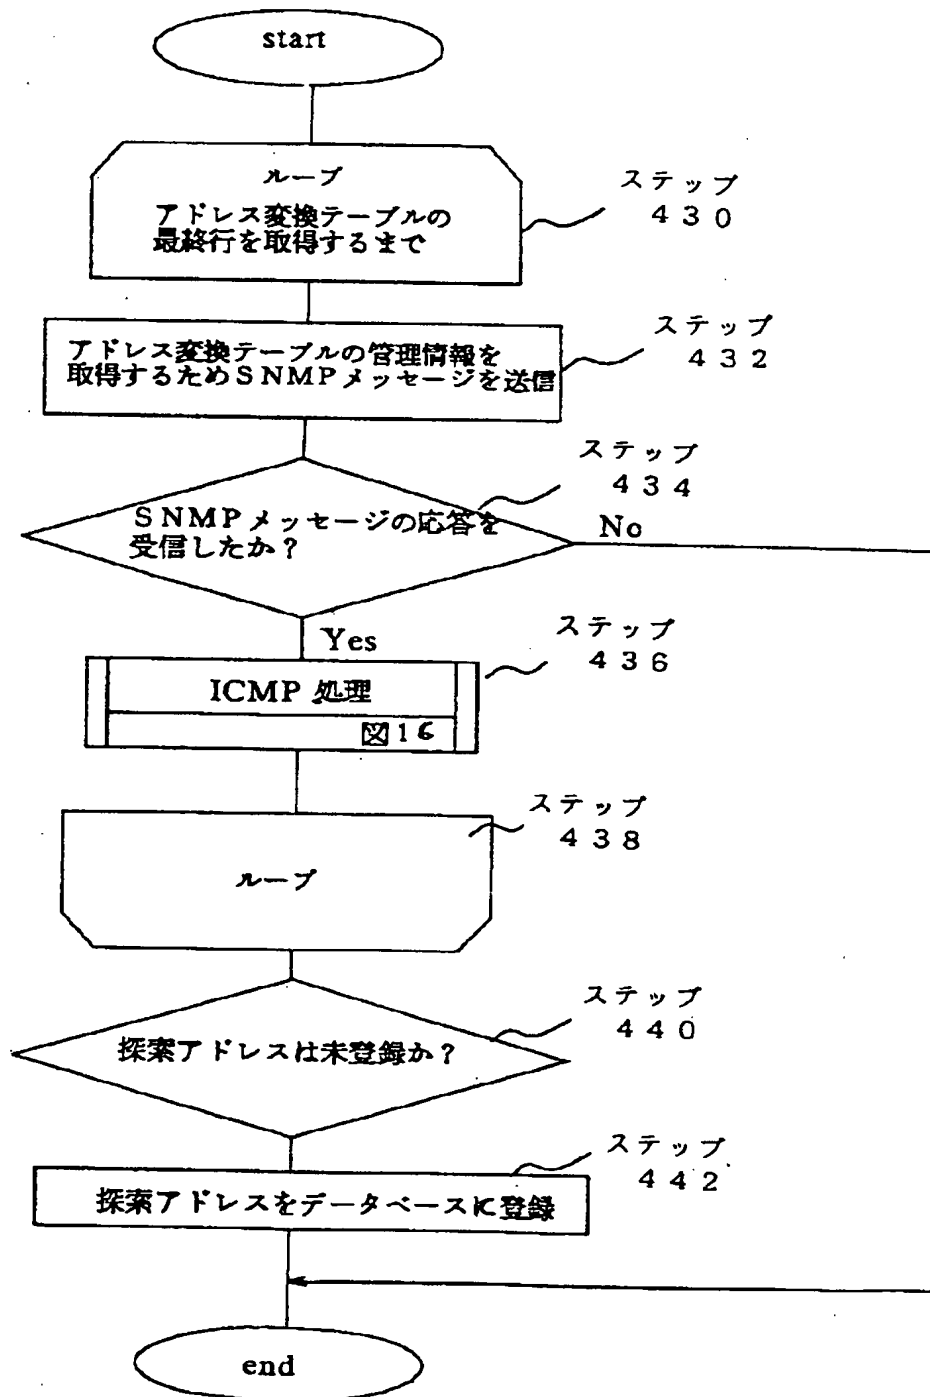 start
ループ
アドレス変換テーブルの
最終行を取得するまで
ステップ
430
アドレス変換テーブルの管理情報を
取得するためSNMPメッセージを送信
ステップ
432
ステップ
434
SNMPメッセージの応答を
受信したか?
No
Yes
ステップ
436
ICMP 処理
図16
ステップ
438
ループ
ステップ
440
探索アドレスは未登録か?
ステップ
442
探索アドレスをデータベースに登録
end